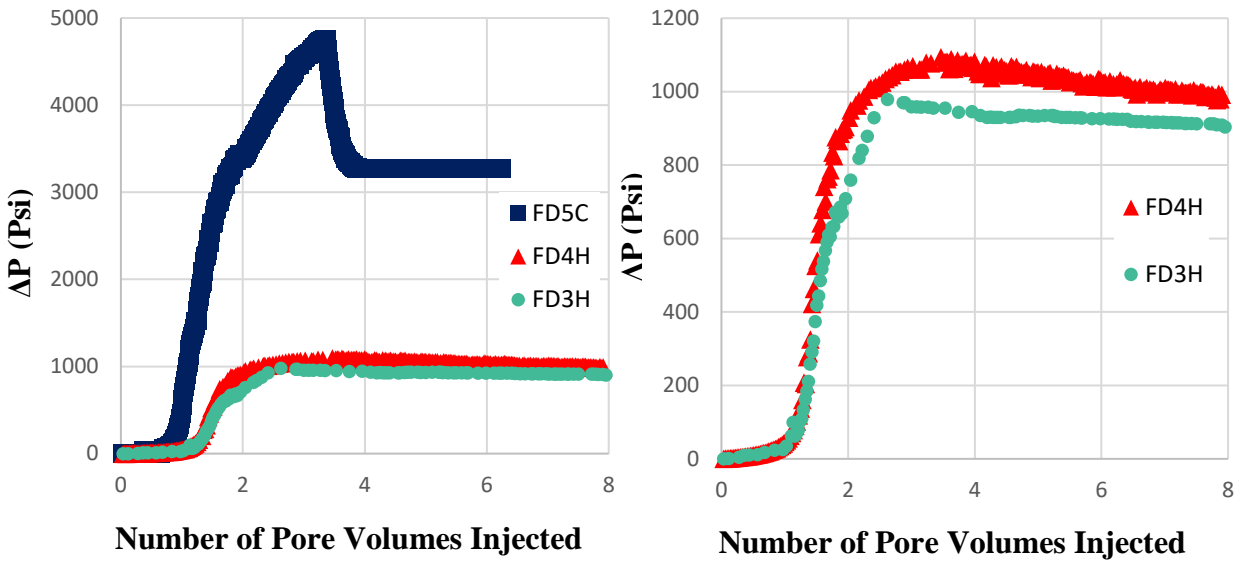 5000
4000
3000
2000
1000
0
0 2 4 6 8
ΔP (Psi)
FD5C
FD4H
FD3H
Number of Pore Volumes Injected
1200
1000
800
600
400
200
0
0 2 4 6 8
ΔP (Psi)
FD4H
FD3H
Number of Pore Volumes Injected